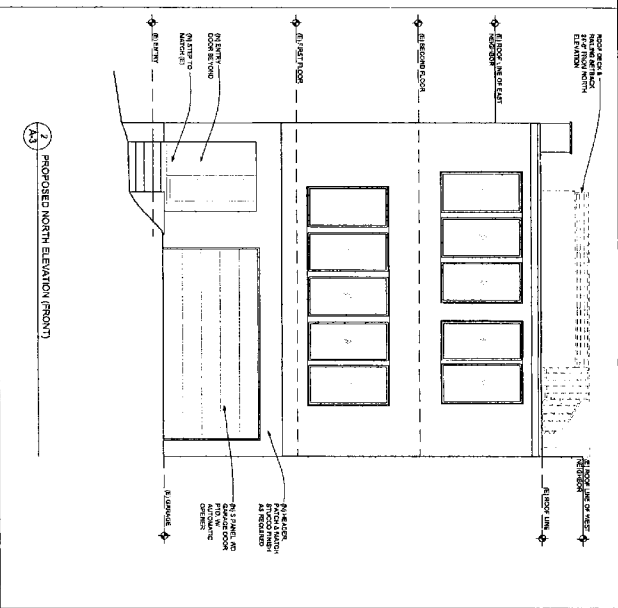 ROOF DECK &
RAILING SETBACK
FROM NORTH
ELEVATION
(E) ROOF LINE OF EAST
NEIGHBOR
(E) SECOND FLOOR
(E) FIRST FLOOR
(N) ENTRY
DOOR BEYOND
(N) STEP TO
MATCH (E)
(E) ENTRY
(E) ROOF LINE OF WEST
NEIGHBOR
(E) ROOF LINE
(N) HEADER,
PATCH & MATCH
STUCCO FINISH
AS REQUIRED
(N) 5 PANEL WD
GARAGE DOOR
PTD. W/
AUTOMATIC
OPENER
(E) GARAGE
2
A-3
PROPOSED NORTH ELEVATION (FRONT)